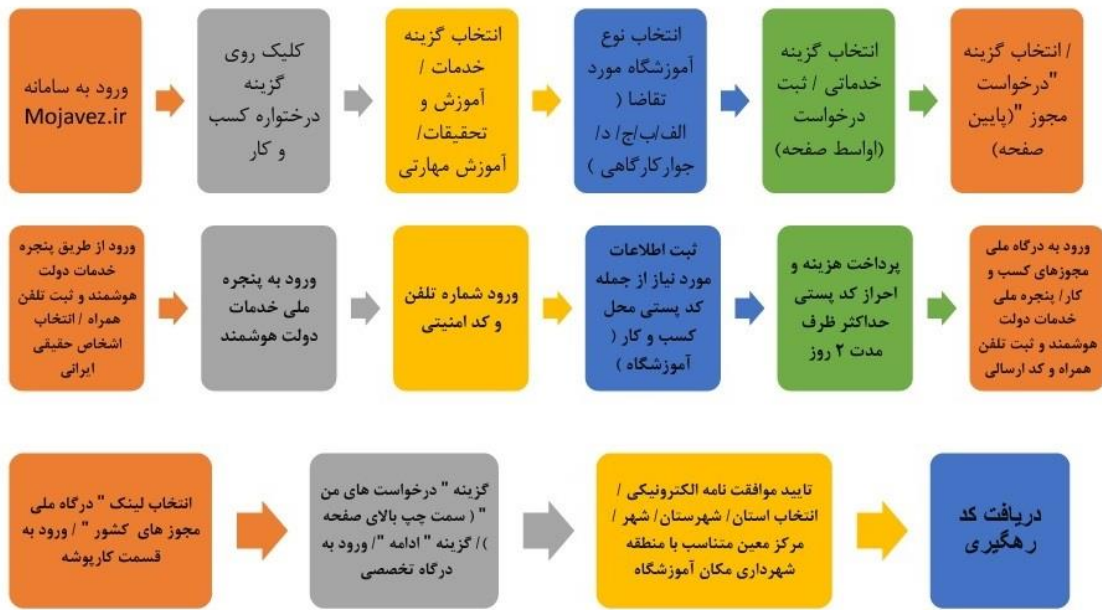 ورود به سامانه
Mojavez.ir
کلیک روی
گزینه
درختواره کسب
و کار
انتخاب گزینه
خدمات /
آموزش و
تحقیقات/
آموزش مهارتی
انتخاب نوع
آموزشگاه مورد
تقاضا (
الف/ب/ج/ د/
جوارکارگاهی )
انتخاب گزینه
خدماتی / ثبت
درخواست
(اواسط صفحه)
/ انتخاب گزینه
"درخواست
مجوز "(پایین
صفحه)
ورود از طریق پنجره
خدمات دولت
هوشمند و ثبت تلفن
همراه / انتخاب
اشخاص حقیقی
ایرانی
ورود به پنجره
ملی خدمات
دولت هوشمند
ورود شماره تلفن
و کد امنیتی
ثبت اطلاعات
مورد نیاز از جمله
کد پستی محل
کسب و کار (
آموزشگاه )
پرداخت هزینه و
احراز کد پستی
حداکثر ظرف
مدت ۲ روز
ورود به درگاه ملی
مجوزهای کسب و
کار/ پنجره ملی
خدمات دولت
هوشمند و ثبت تلفن
همراه و کد ارسالی
انتخاب لینک " درگاه ملی
مجوز های کشور " / ورود به
قسمت کارپوشه
گزینه " درخواست های من
" ( سمت چپ بالای صفحه
)/ گزینه " ادامه "/ ورود به
درگاه تخصصی
تایید موافقت نامه الکترونیکی /
انتخاب استان/ شهرستان/ شهر /
مرکز معین متناسب با منطقه
شهرداری مکان آموزشگاه
دریافت کد
رهگیری